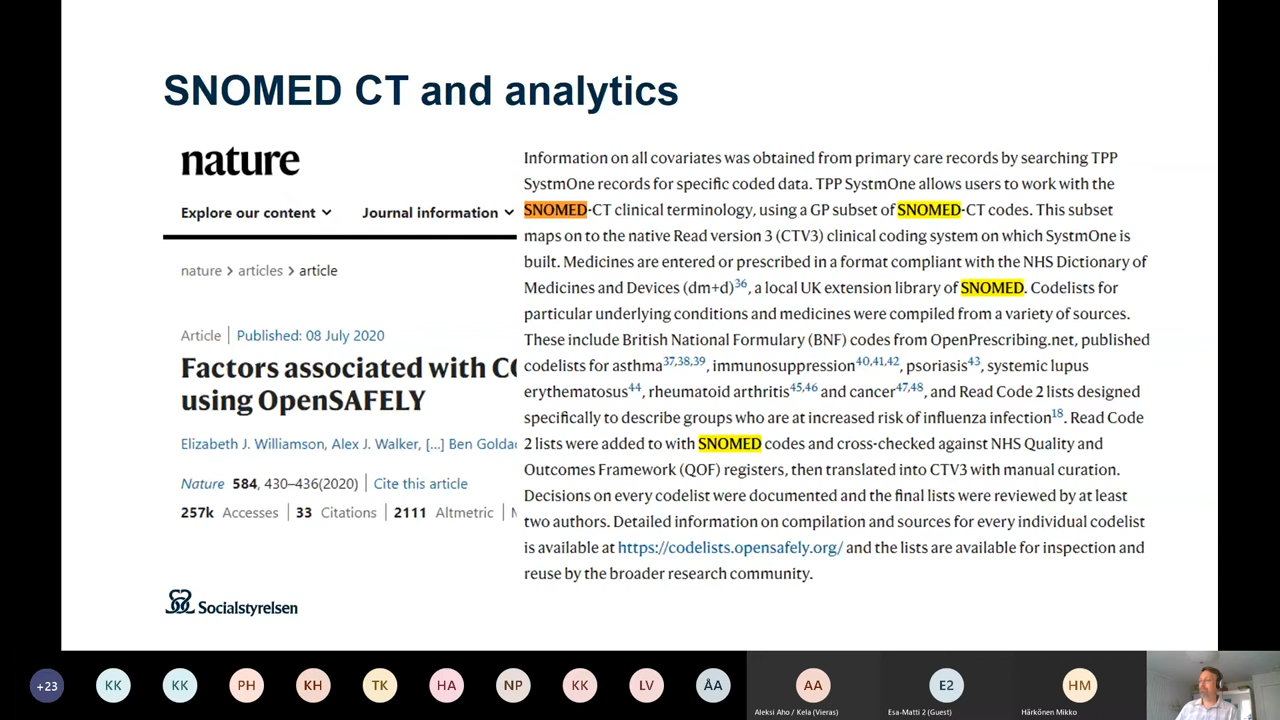 SNOMED CT and analytics
nature
Explore our content
Journal information
nature > articles > article
Article | Published: 08 July 2020
Factors associated with CO
using OpenSAFELY
Elizabeth J. Williamson, Alex J. Walker, [...] Ben Goldac
Nature 584, 430–436(2020) | Cite this article
257k Accesses | 33 Citations | 2111 Altmetric | M
Information on all covariates was obtained from primary care records by searching TPP
SystmOne records for specific coded data. TPP SystmOne allows users to work with the
SNOMED-CT clinical terminology, using a GP subset of SNOMED-CT codes. This subset
maps on to the native Read version 3 (CTV3) clinical coding system on which SystmOne is
built. Medicines are entered or prescribed in a format compliant with the NHS Dictionary of
Medicines and Devices (dm+d)36, a local UK extension library of SNOMED. Codelists for
particular underlying conditions and medicines were compiled from a variety of sources.
These include British National Formulary (BNF) codes from OpenPrescribing.net, published
codelists for asthma37,38,39, immunosuppression40,41,42, psoriasis43, systemic lupus
erythematosus44, rheumatoid arthritis45,46 and cancer47,48, and Read Code 2 lists designed
specifically to describe groups who are at increased risk of influenza infection18. Read Code
2 lists were added to with SNOMED codes and cross-checked against NHS Quality and
Outcomes Framework (QOF) registers, then translated into CTV3 with manual curation.
Decisions on every codelist were documented and the final lists were reviewed by at least
two authors. Detailed information on compilation and sources for every individual codelist
is available at https://codelists.opensafely.org/ and the lists are available for inspection and
reuse by the broader research community.
Socialstyrelsen
+23 KK KK PH KH TK HA NP KK LV ÅA AA E2 HM
Aleksi Aho / Kela (Vieras)
Esa-Matti 2 (Guest)
Härkönen Mikko